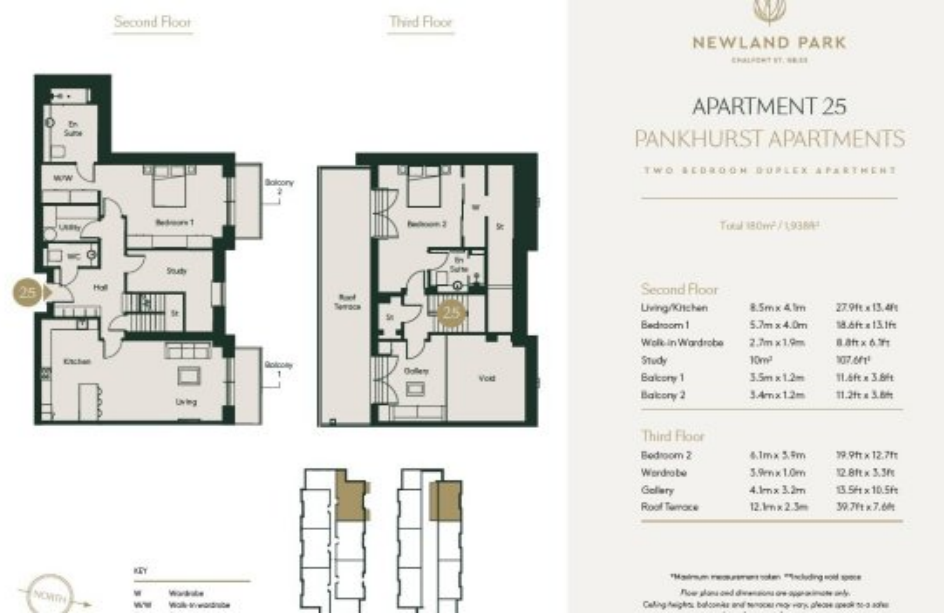 Second Floor
Third Floor
En
Suite
W/W
Balcony
2
Bedroom 1
Utility
WC
Study
25
Hall
St
Kitchen
Balcony
1
Living
Bedroom 2
W
St
En
Suite
Roof
Terrace
St
25
Gallery
Void
NORTH
KEY
W Wardrobe
W/W Walk-in wardrobe
NEWLAND PARK
CHALFONT ST. GILES
APARTMENT 25
PANKHURST APARTMENTS
TWO BEDROOM DUPLEX APARTMENT
Total 180m² / 1,938ft²
Second Floor
Living/Kitchen 8.5m x 4.1m 27.9ft x 13.4ft
Bedroom 1 5.7m x 4.0m 18.6ft x 13.1ft
Walk-in Wardrobe 2.7m x 1.9m 8.8ft x 6.1ft
Study 10m² 107.6ft²
Balcony 1 3.5m x 1.2m 11.6ft x 3.8ft
Balcony 2 3.4m x 1.2m 11.2ft x 3.8ft
Third Floor
Bedroom 2 6.1m x 3.9m 19.9ft x 12.7ft
Wardrobe 3.9m x 1.0m 12.8ft x 3.3ft
Gallery 4.1m x 3.2m 13.5ft x 10.5ft
Roof Terrace 12.1m x 2.3m 39.7ft x 7.6ft
*Maximum measurement taken **Including void space
Floor plans and dimensions are approximate only.
Ceiling heights, balconies and terraces may vary, please speak to a sales